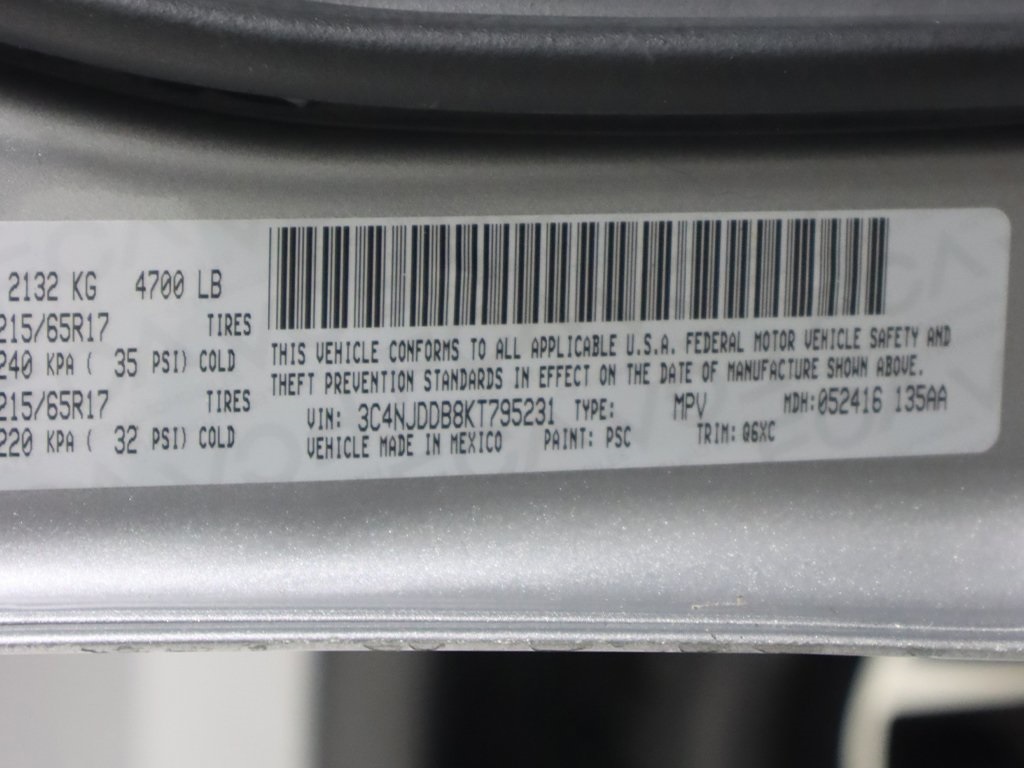 2132 KG 4700 LB
215/65R17 TIRES
240 KPA ( 35 PSI) COLD
215/65R17 TIRES
220 KPA ( 32 PSI) COLD
THIS VEHICLE CONFORMS TO ALL APPLICABLE U.S.A. FEDERAL MOTOR VEHICLE SAFETY AND
THEFT PREVENTION STANDARDS IN EFFECT ON THE DATE OF MANUFACTURE SHOWN ABOVE.
VIN: 3C4NJDDB8KT795231 TYPE: MPV MDH: 052416 135AA
VEHICLE MADE IN MEXICO PAINT: PSC TRIM: Q6XC